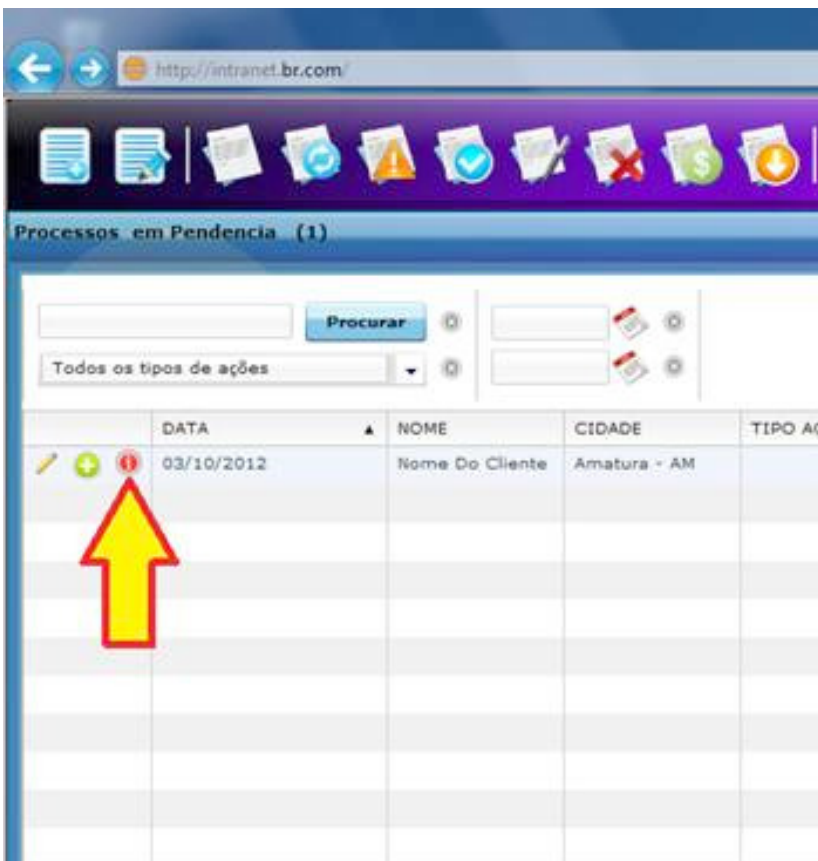 http://intranet.br.com/
Processos em Pendencia (1)
Procurar
Todos os tipos de ações
DATA NOME CIDADE TIPO AÇ
03/10/2012 Nome Do Cliente Amatura - AM